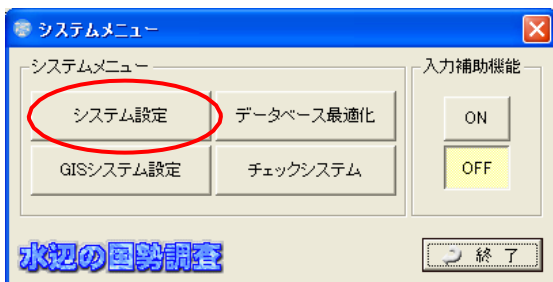 システムメニュー
システムメニュー
入力補助機能
システム設定
データベース最適化
ON
GISシステム設定
チェックシステム
OFF
水辺の国勢調査
終 了